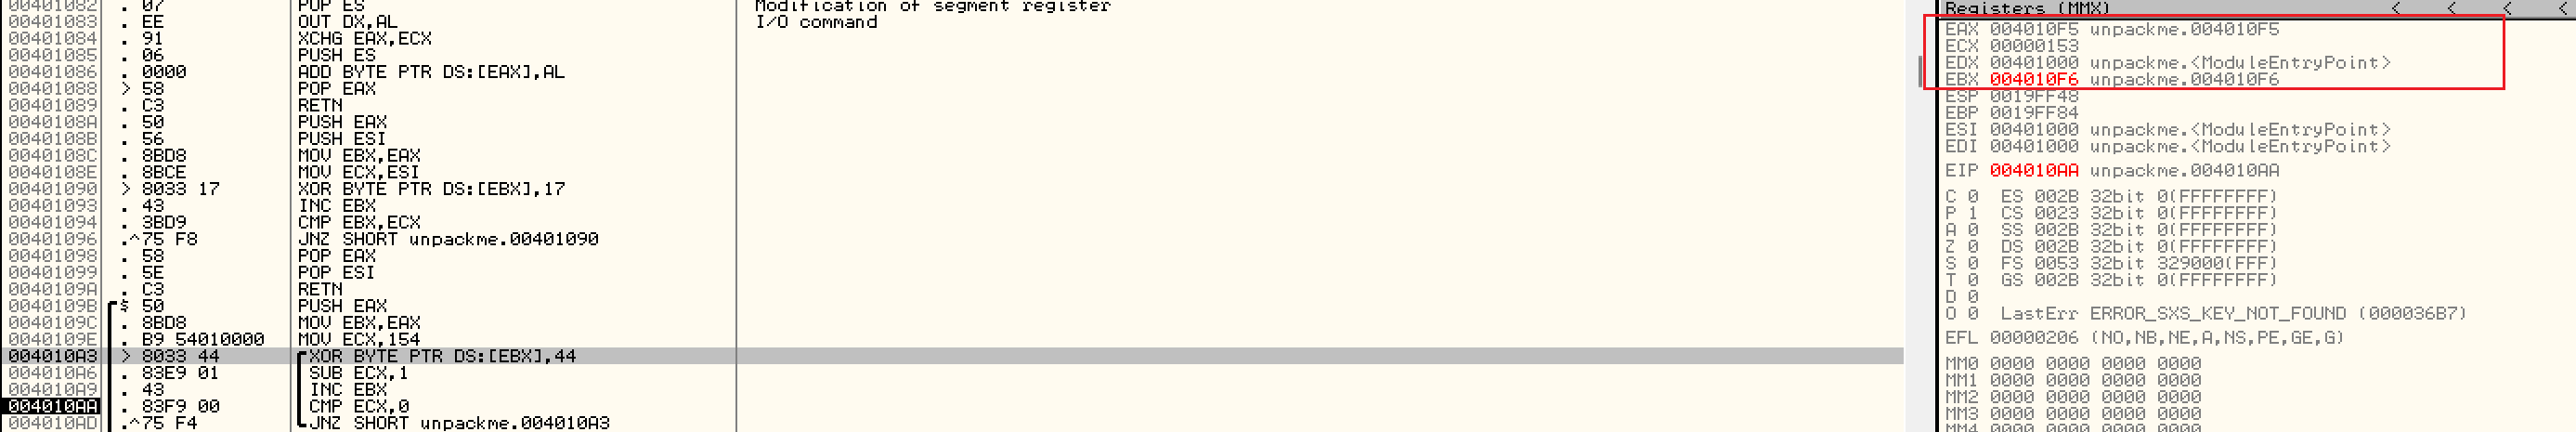 00401082 . 07 POP ES Modification of segment register
00401083 . EE OUT DX,AL I/O command
00401084 . 91 XCHG EAX,ECX
00401085 . 06 PUSH ES
00401086 . 0000 ADD BYTE PTR DS:[EAX],AL
00401088 > 58 POP EAX
00401089 . C3 RETN
0040108A . 50 PUSH EAX
0040108B . 56 PUSH ESI
0040108C . 8BD8 MOV EBX,EAX
0040108E . 8BCE MOV ECX,ESI
00401090 > 8033 17 XOR BYTE PTR DS:[EBX],17
00401093 . 43 INC EBX
00401094 . 3BD9 CMP EBX,ECX
00401096 .^75 F8 JNZ SHORT unpackme.00401090
00401098 . 58 POP EAX
00401099 . 5E POP ESI
0040109A . C3 RETN
0040109B $ 50 PUSH EAX
0040109C . 8BD8 MOV EBX,EAX
0040109E . B9 54010000 MOV ECX,154
004010A3 > 8033 44 XOR BYTE PTR DS:[EBX],44
004010A6 . 83E9 01 SUB ECX,1
004010A9 . 43 INC EBX
004010AA . 83F9 00 CMP ECX,0
004010AD .^75 F4 JNZ SHORT unpackme.004010A3
Registers (MMX) < < < <
EAX 004010F5 unpackme.004010F5
ECX 00000153
EDX 00401000 unpackme.<ModuleEntryPoint>
EBX 004010F6 unpackme.004010F6
ESP 0019FF48
EBP 0019FF84
ESI 00401000 unpackme.<ModuleEntryPoint>
EDI 00401000 unpackme.<ModuleEntryPoint>
EIP 004010AA unpackme.004010AA
C 0 ES 002B 32bit 0(FFFFFFFF)
P 1 CS 0023 32bit 0(FFFFFFFF)
A 0 SS 002B 32bit 0(FFFFFFFF)
Z 0 DS 002B 32bit 0(FFFFFFFF)
S 0 FS 0053 32bit 329000(FFF)
T 0 GS 002B 32bit 0(FFFFFFFF)
D 0
O 0 LastErr ERROR_SXS_KEY_NOT_FOUND (000036B7)
EFL 00000206 (NO,NB,NE,A,NS,PE,GE,G)
MM0 0000 0000 0000 0000
MM1 0000 0000 0000 0000
MM2 0000 0000 0000 0000
MM3 0000 0000 0000 0000
MM4 0000 0000 0000 0000